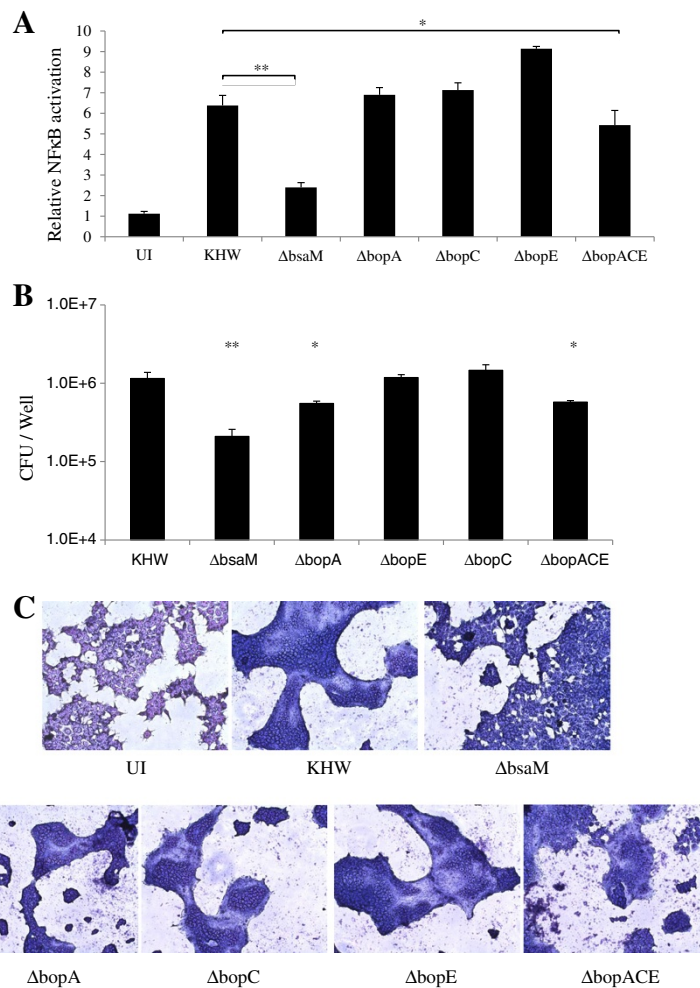 A
Relative NFκB activation
10
9
8
7
6
5
4
3
2
1
0
*
**
UI KHW ΔbsaM ΔbopA ΔbopC ΔbopE ΔbopACE
B
CFU / Well
1.0E+7
1.0E+6
1.0E+5
1.0E+4
** * *
KHW ΔbsaM ΔbopA ΔbopE ΔbopC ΔbopACE
C
UI KHW ΔbsaM
ΔbopA ΔbopC ΔbopE ΔbopACE